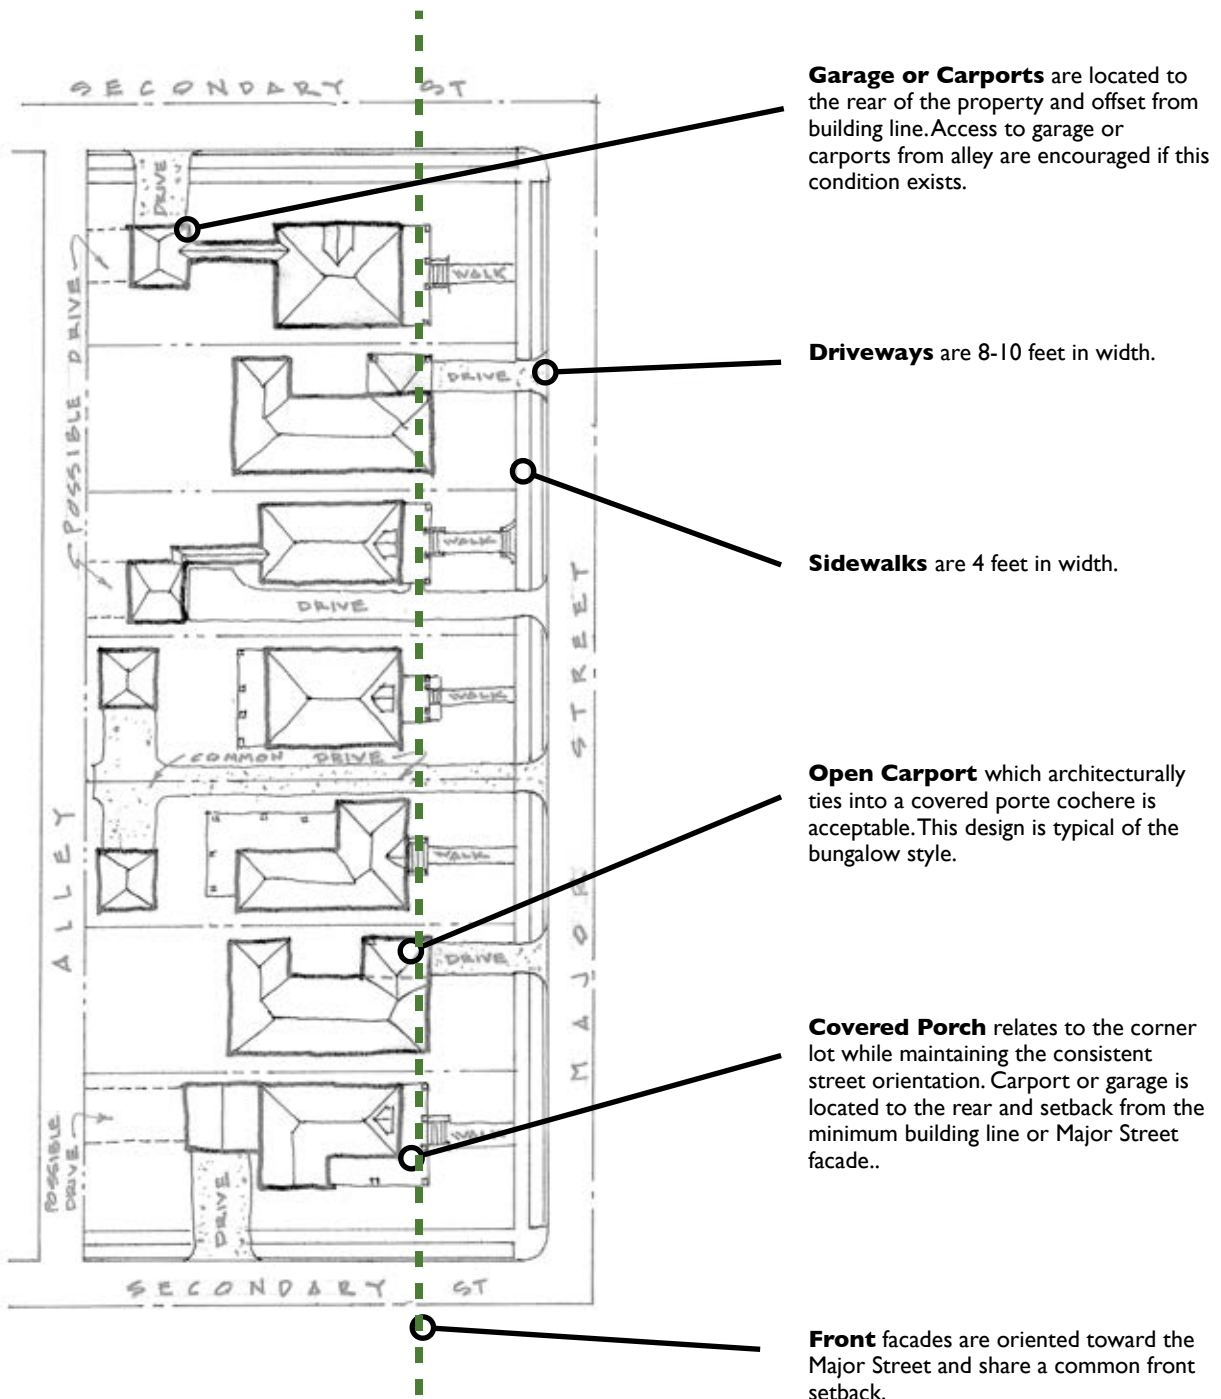 SECONDARY ST
Garage or Carports are located to
the rear of the property and offset from
building line. Access to garage or
carports from alley are encouraged if this
condition exists.
DRIVE
WALK
POSSIBLE DRIVE
DRIVE
Driveways are 8-10 feet in width.
WALK
Sidewalks are 4 feet in width.
DRIVE
MAJOR STREET
WALK
COMMON DRIVE
Open Carport which architecturally
ties into a covered porte cochere is
acceptable. This design is typical of the
bungalow style.
WALK
ALLEY
DRIVE
Covered Porch relates to the corner
lot while maintaining the consistent
street orientation. Carport or garage is
located to the rear and setback from the
minimum building line or Major Street
facade..
WALK
POSSIBLE
DRIVE
DRIVE
SECONDARY ST
Front facades are oriented toward the
Major Street and share a common front
setback.